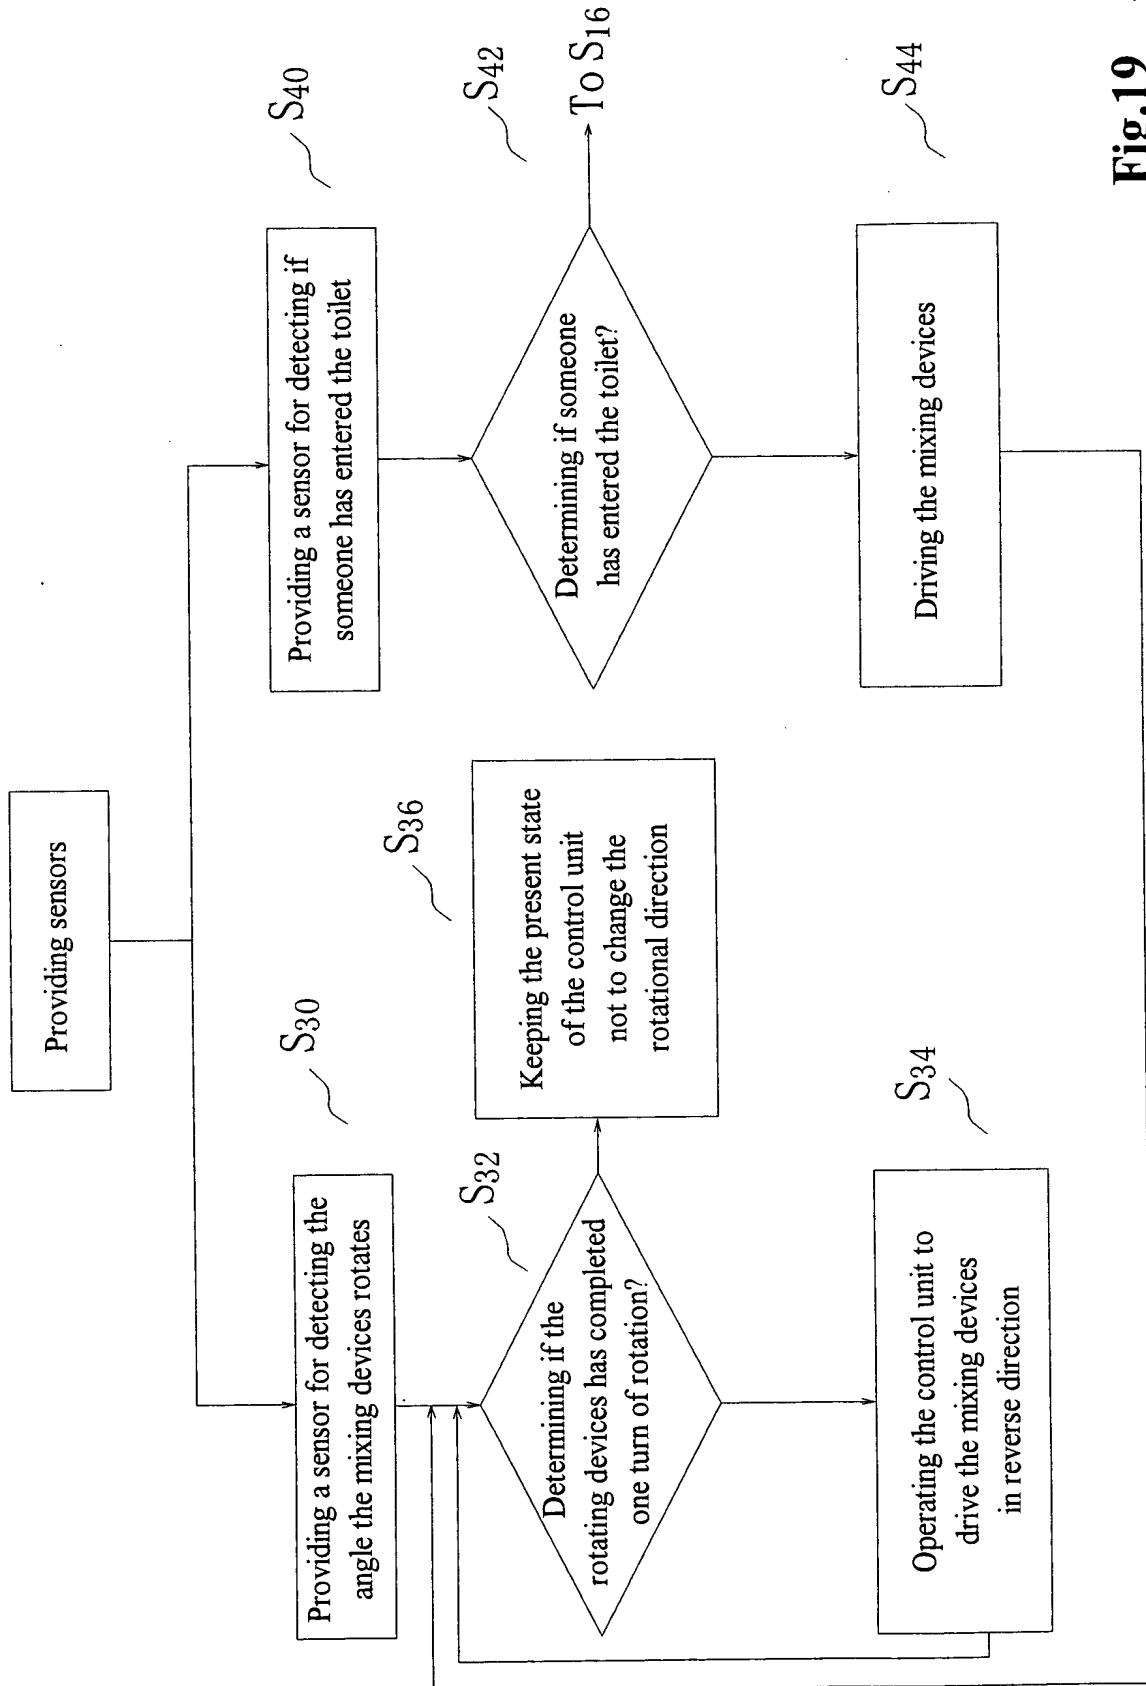 Providing sensors
S30
Providing a sensor for detecting the
angle the mixing devices rotates
S32
Determining if the
rotating devices has completed
one turn of rotation?
S36
Keeping the present state
of the control unit
not to change the
rotational direction
S34
Operating the control unit to
drive the mixing devices
in reverse direction
S40
Providing a sensor for detecting if
someone has entered the toilet
S42
Determining if someone
has entered the toilet?
To S16
S44
Driving the mixing devices
Fig.19